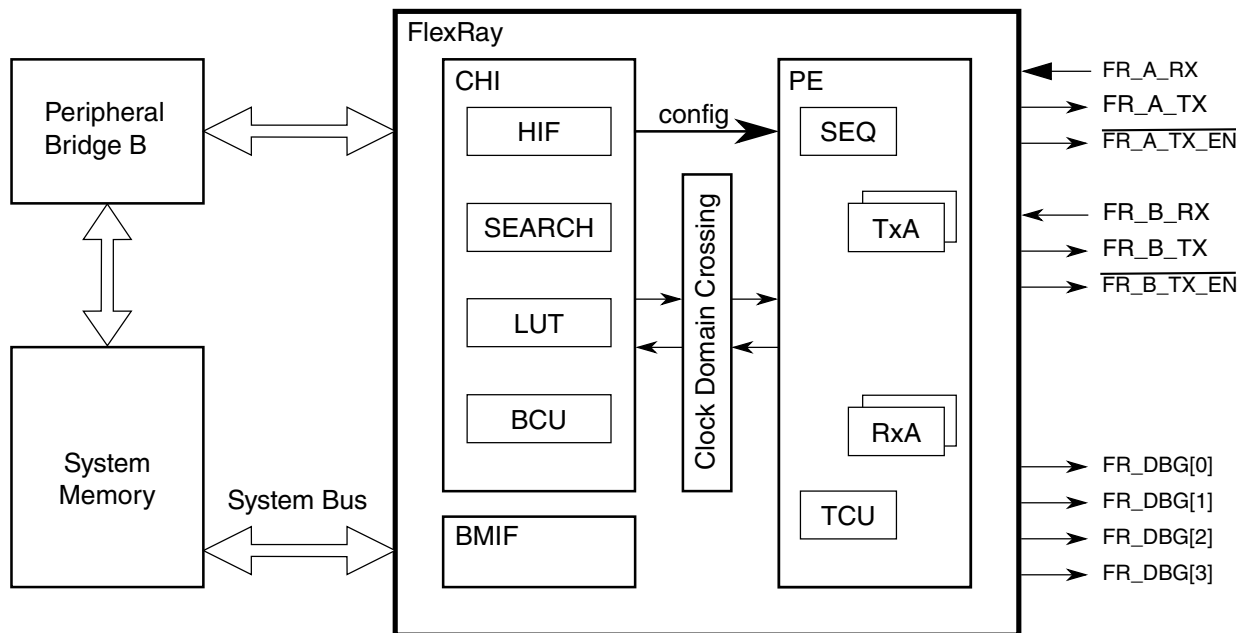 FlexRay
Peripheral
Bridge B
System
Memory
System Bus
CHI
HIF
SEARCH
LUT
BCU
BMIF
config
Clock Domain Crossing
PE
SEQ
TxA
RxA
TCU
FR_A_RX
FR_A_TX
FR_A_TX_EN
FR_B_RX
FR_B_TX
FR_B_TX_EN
FR_DBG[0]
FR_DBG[1]
FR_DBG[2]
FR_DBG[3]